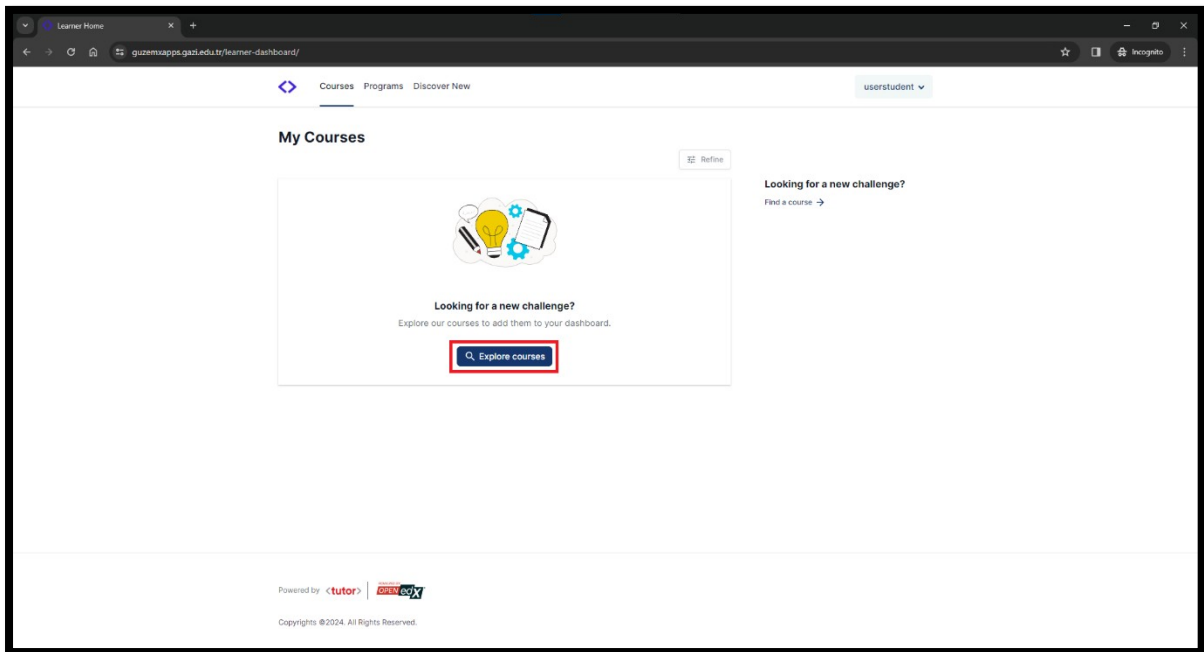 Learner Home
guzemxapps.gazi.edu.tr/learner-dashboard/
Incognito
Courses Programs Discover New
userstudent
My Courses
Refine
Looking for a new challenge?
Find a course →
Looking for a new challenge?
Explore our courses to add them to your dashboard.
Explore courses
Powered by <tutor> OPEN edX
Copyrights ©2024. All Rights Reserved.